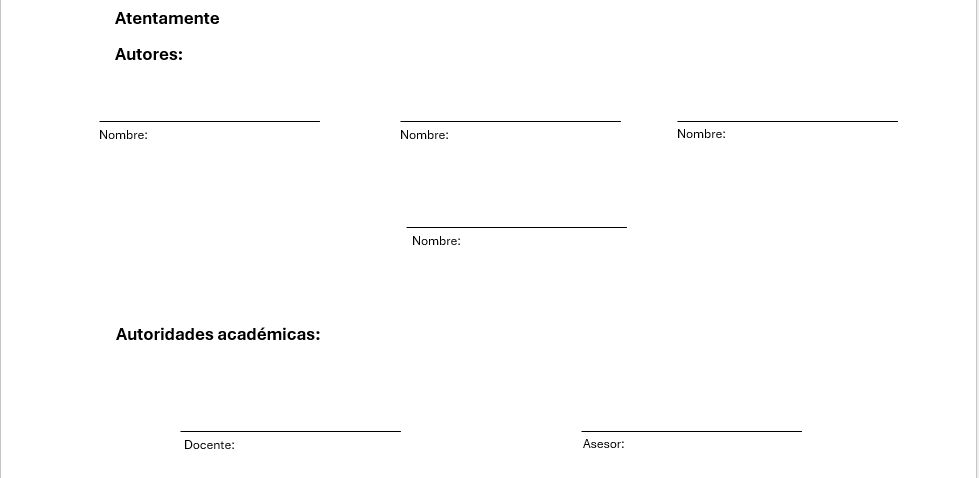 Atentamente
Autores:
Nombre: Nombre: Nombre:
Nombre:
Autoridades académicas:
Docente: Asesor: